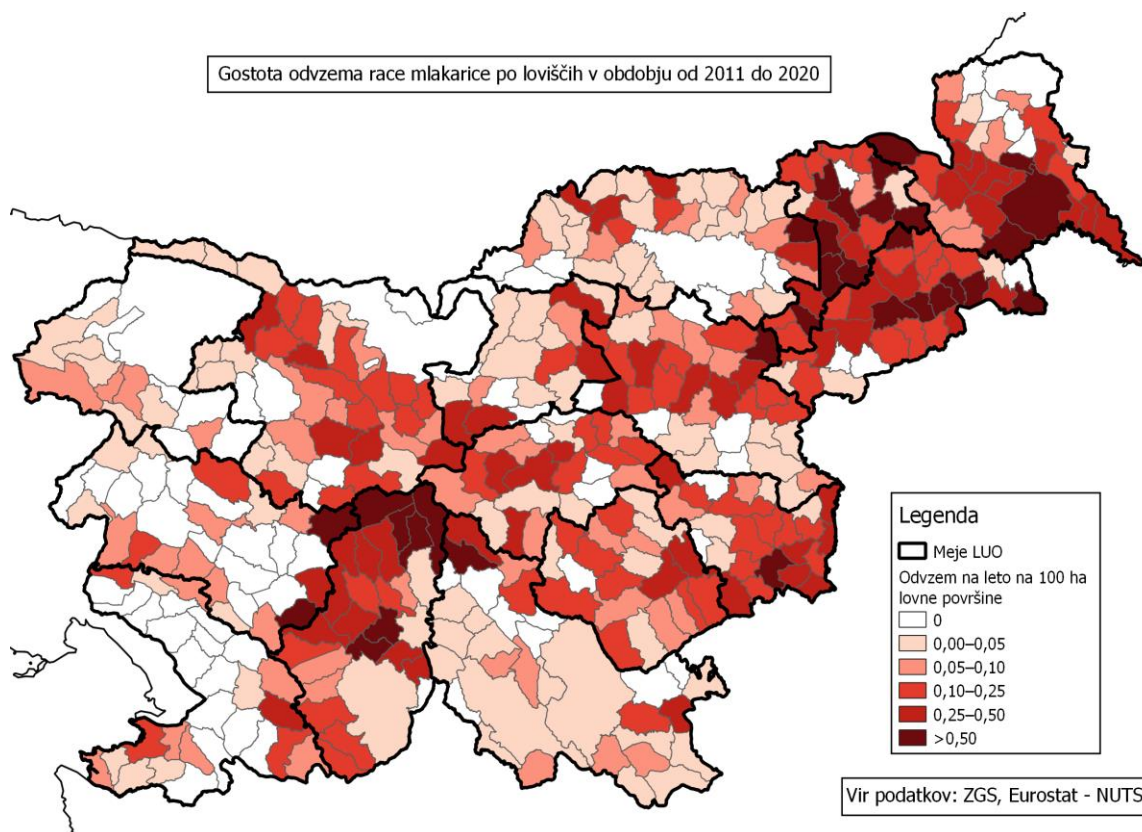 Gostota odvzema race mlakarice po loviščih v obdobju od 2011 do 2020
Legenda
Meje LUO
Odvzem na leto na 100 ha
lovne površine
0
0,00–0,05
0,05–0,10
0,10–0,25
0,25–0,50
>0,50
Vir podatkov: ZGS, Eurostat - NUTS